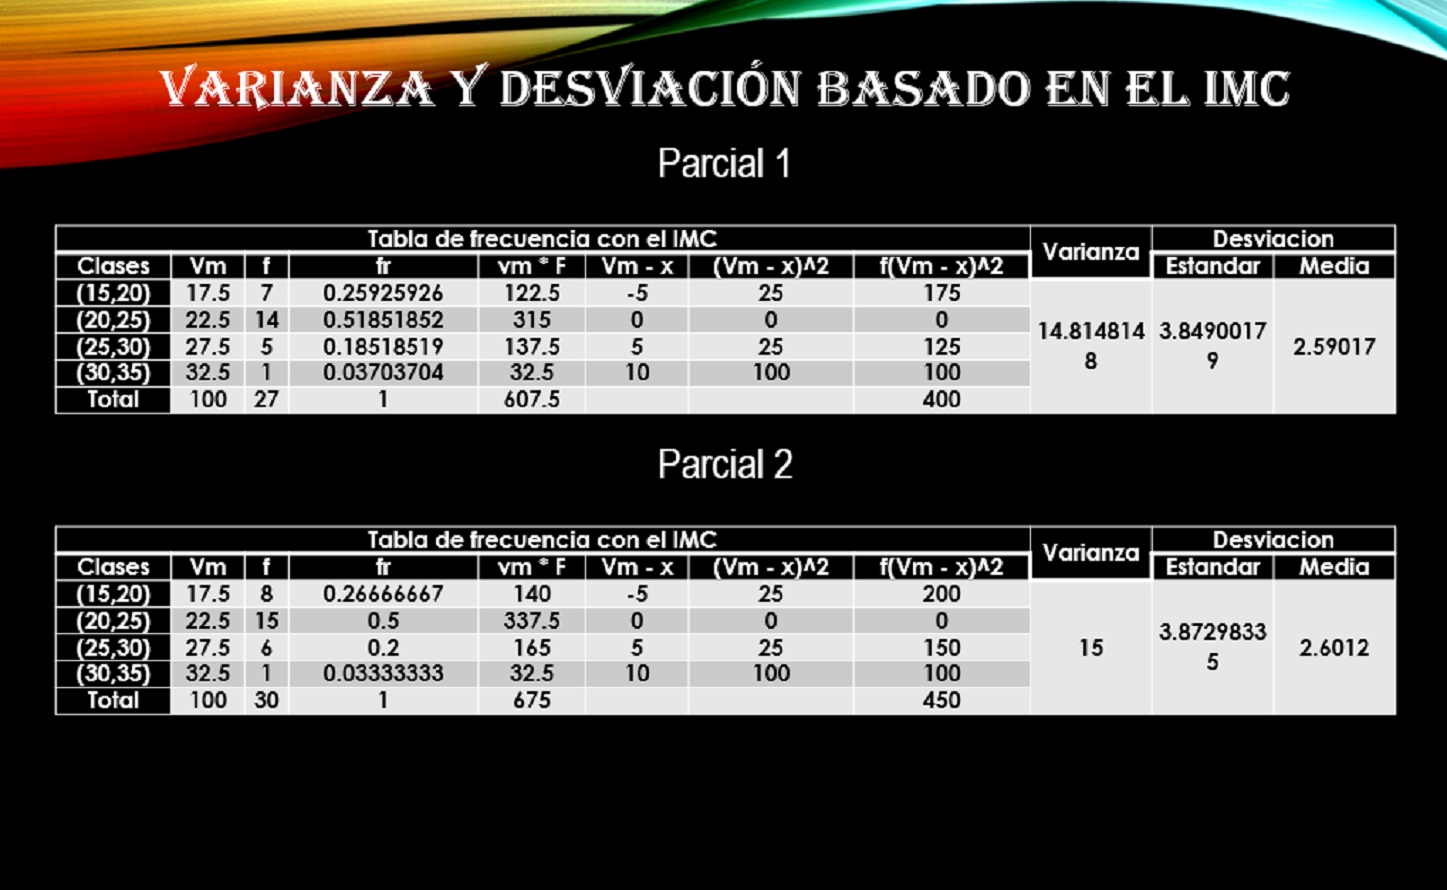 VARIANZA Y DESVIACIÓN BASADO EN EL IMC
Parcial 1
Tabla de frecuencia con el IMC Varianza Desviacion
Clases Vm f fr vm * F Vm - x (Vm - x)^2 f(Vm - x)^2 Estandar Media
(15,20) 17.5 7 0.25925926 122.5 -5 25 175 14.8148148 3.84900179 2.59017
(20,25) 22.5 14 0.51851852 315 0 0 0
(25,30) 27.5 5 0.18518519 137.5 5 25 125
(30,35) 32.5 1 0.03703704 32.5 10 100 100
Total 100 27 1 607.5 400
Parcial 2
Tabla de frecuencia con el IMC Varianza Desviacion
Clases Vm f fr vm * F Vm - x (Vm - x)^2 f(Vm - x)^2 Estandar Media
(15,20) 17.5 8 0.26666667 140 -5 25 200 15 3.87298335 2.6012
(20,25) 22.5 15 0.5 337.5 0 0 0
(25,30) 27.5 6 0.2 165 5 25 150
(30,35) 32.5 1 0.03333333 32.5 10 100 100
Total 100 30 1 675 450